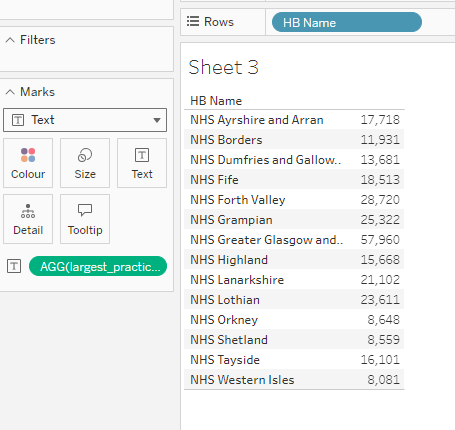 Rows
HB Name
Filters
Marks
Text
Colour
Size
Text
Detail
Tooltip
AGG(largest_practic...
Sheet 3
HB Name
NHS Ayrshire and Arran 17,718
NHS Borders 11,931
NHS Dumfries and Gallow.. 13,681
NHS Fife 18,513
NHS Forth Valley 28,720
NHS Grampian 25,322
NHS Greater Glasgow and.. 57,960
NHS Highland 15,668
NHS Lanarkshire 21,102
NHS Lothian 23,611
NHS Orkney 8,648
NHS Shetland 8,559
NHS Tayside 16,101
NHS Western Isles 8,081